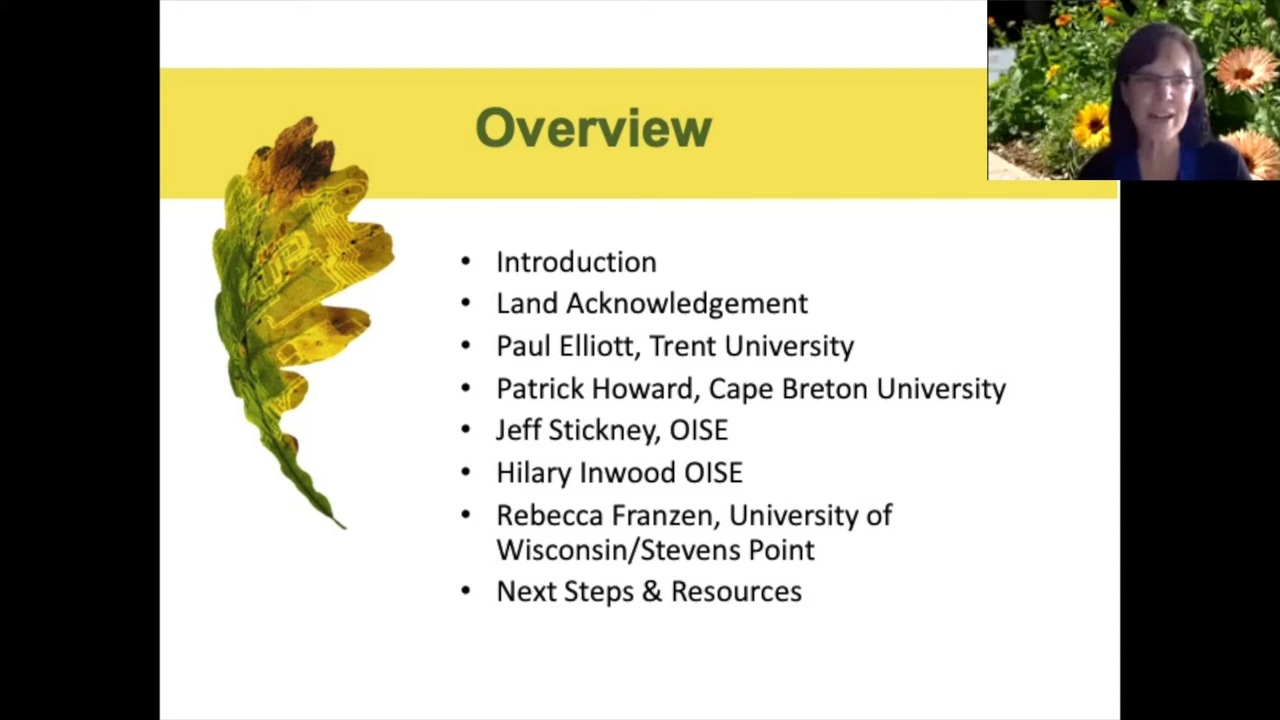 Overview
• Introduction
• Land Acknowledgement
• Paul Elliott, Trent University
• Patrick Howard, Cape Breton University
• Jeff Stickney, OISE
• Hilary Inwood OISE
• Rebecca Franzen, University of
Wisconsin/Stevens Point
• Next Steps & Resources